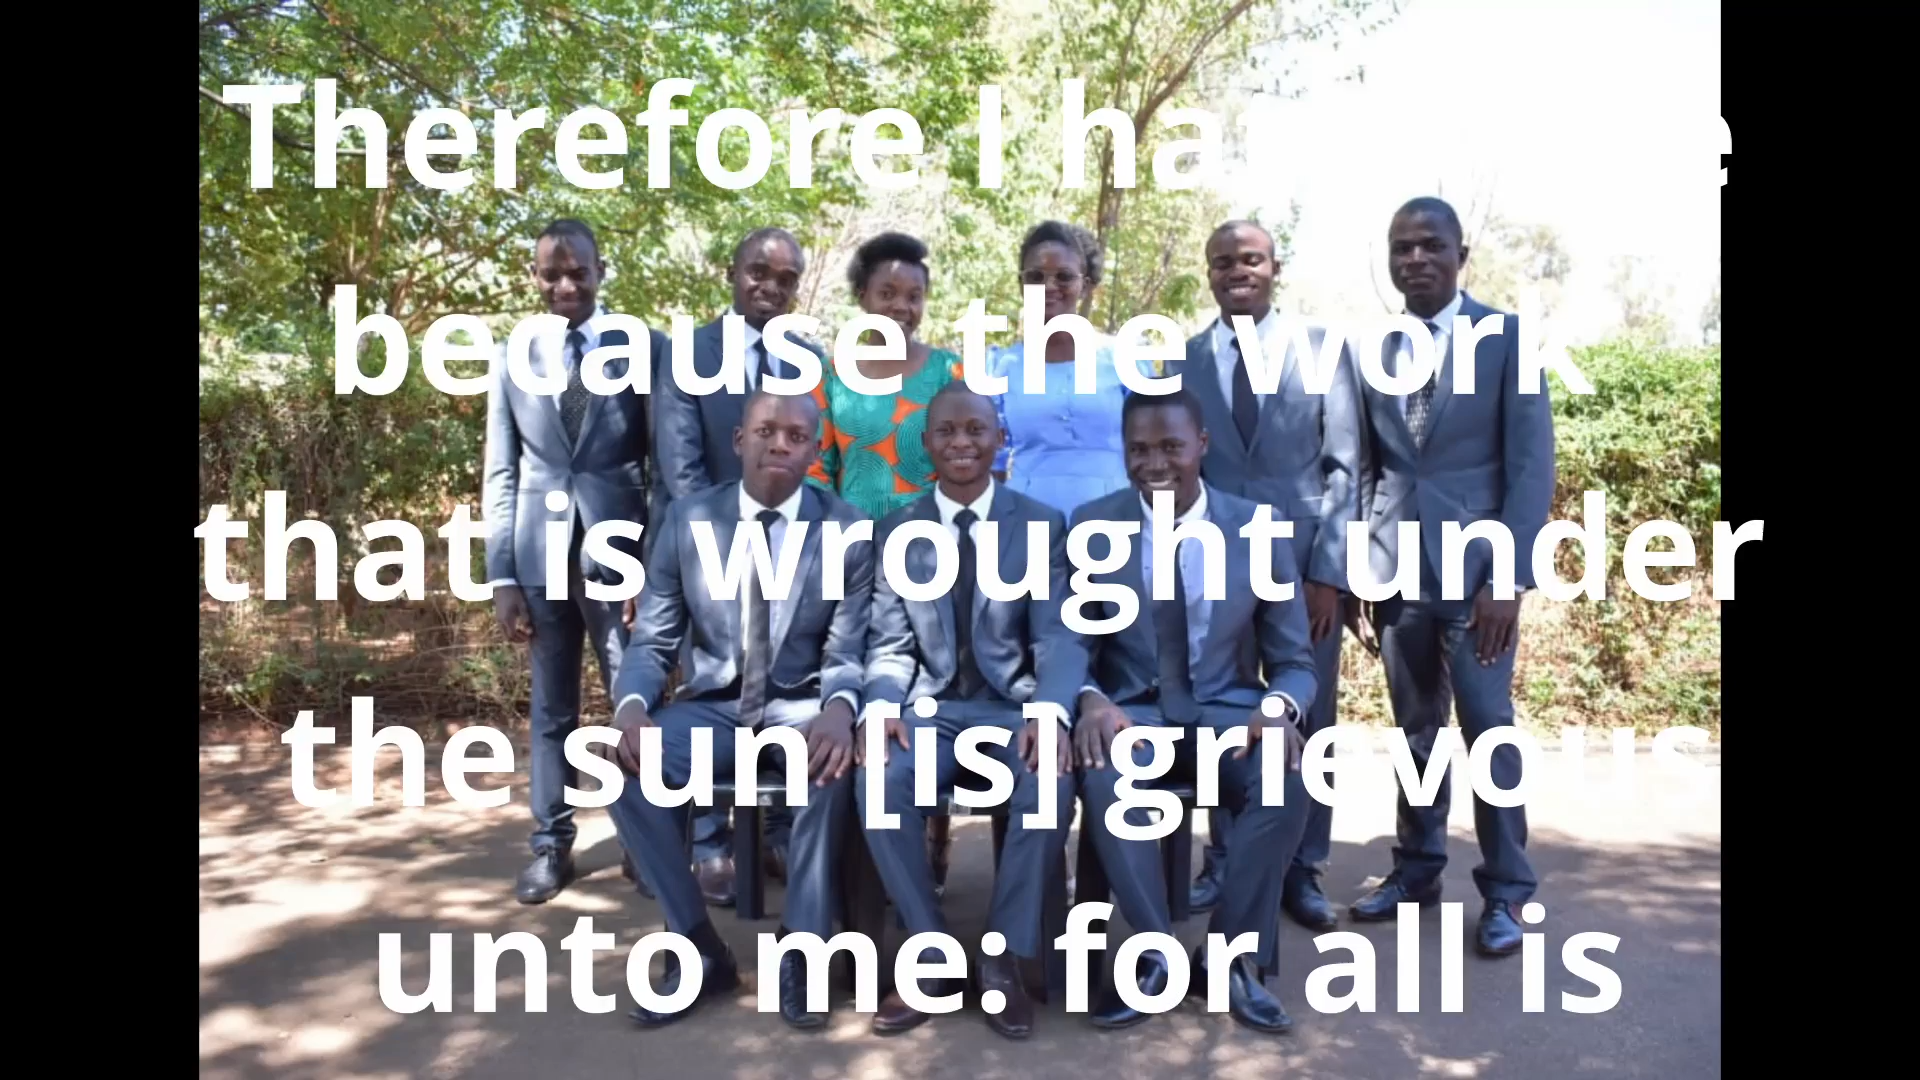 Therefore I
because the work
that is wrought under
the sun [is] grievous
unto me: for all is